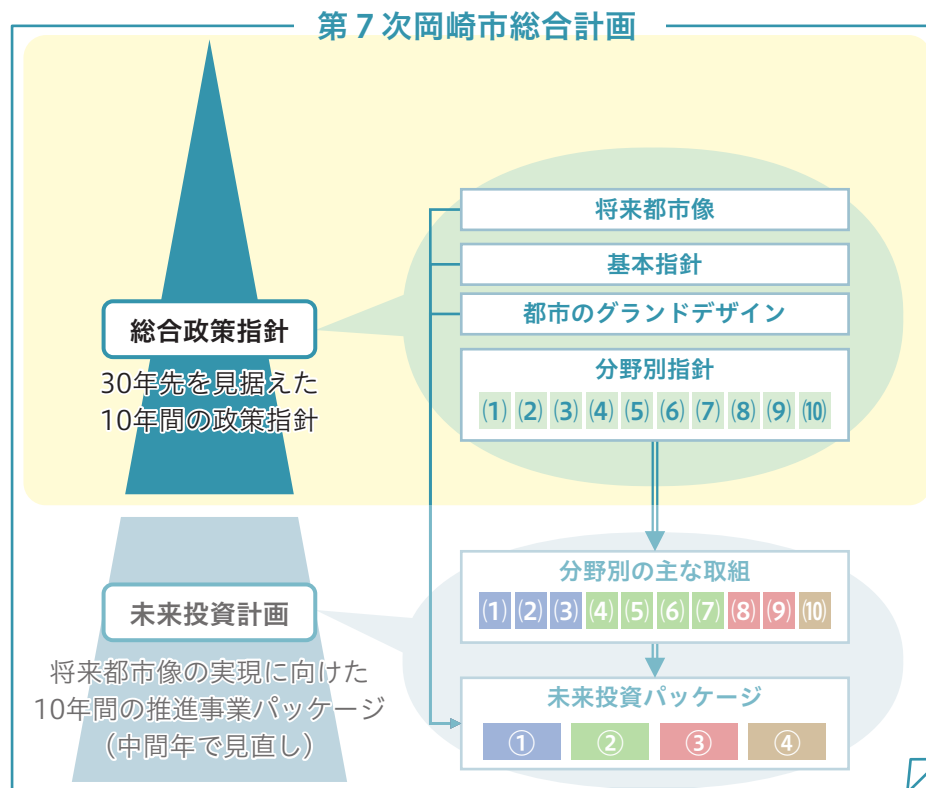 第7次岡崎市総合計画
将来都市像
基本指針
都市のグランドデザイン
分野別指針
⑴ ⑵ ⑶ ⑷ ⑸ ⑹ ⑺ ⑻ ⑼ ⑽
総合政策指針
30年先を見据えた
10年間の政策指針
分野別の主な取組
⑴ ⑵ ⑶ ⑷ ⑸ ⑹ ⑺ ⑻ ⑼ ⑽
未来投資計画
将来都市像の実現に向けた
10年間の推進事業パッケージ
(中間年で見直し)
未来投資パッケージ
① ② ③ ④